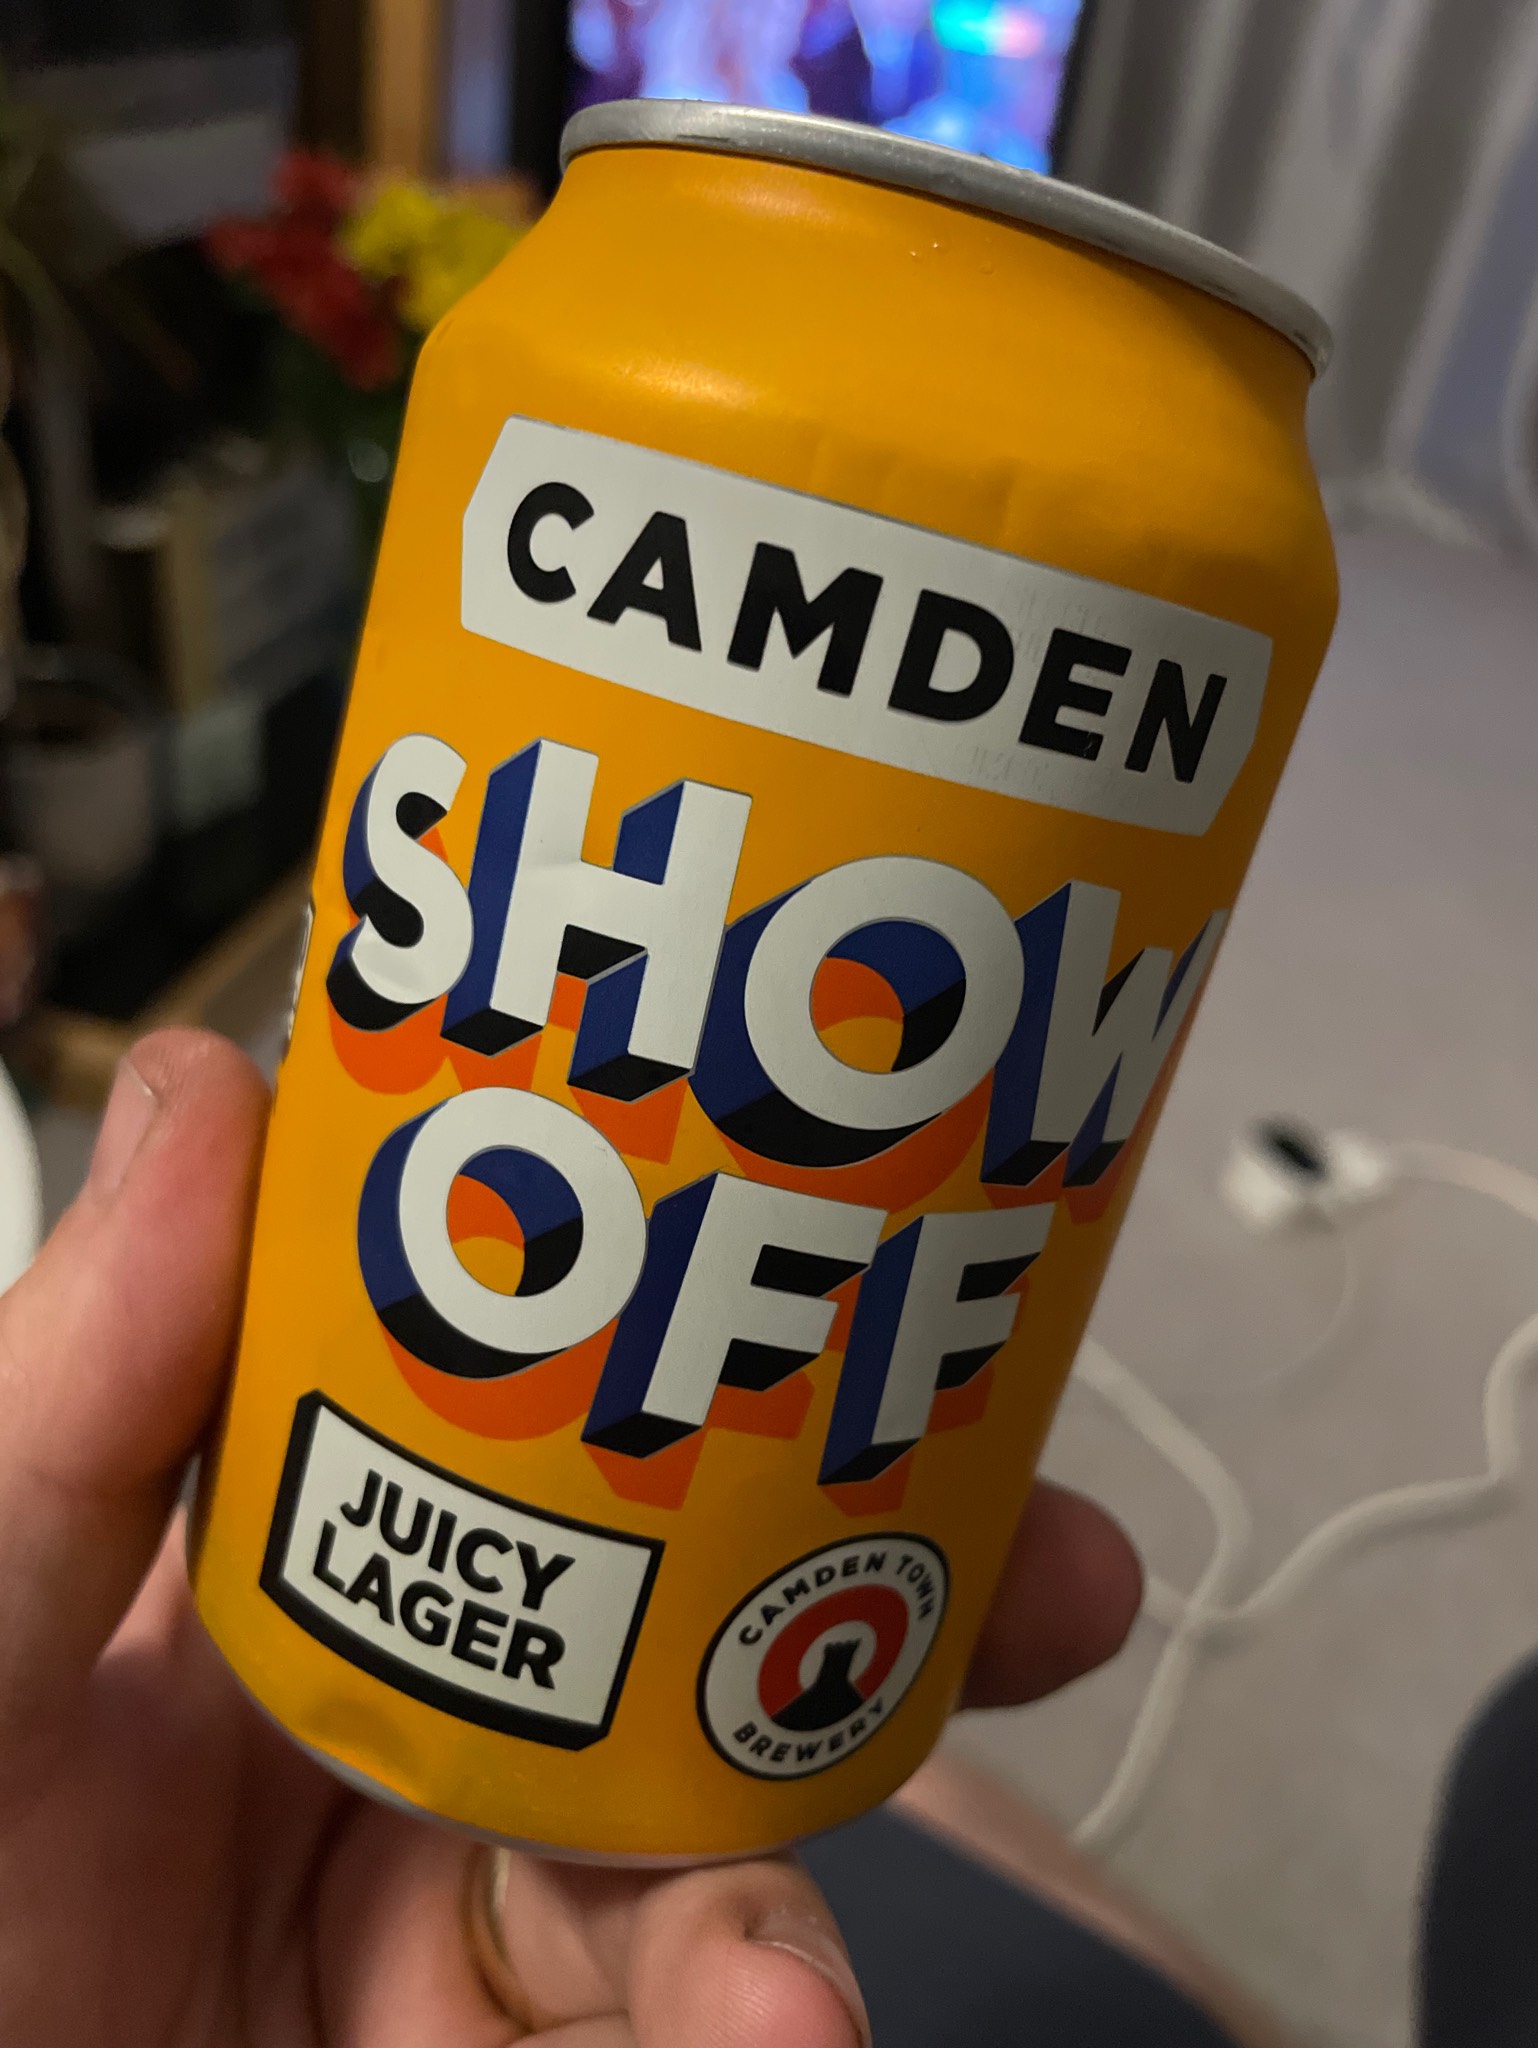 CAMDEN
SHOW
OFF
JUICY
LAGER
CAMDEN TOWN
BREWERY